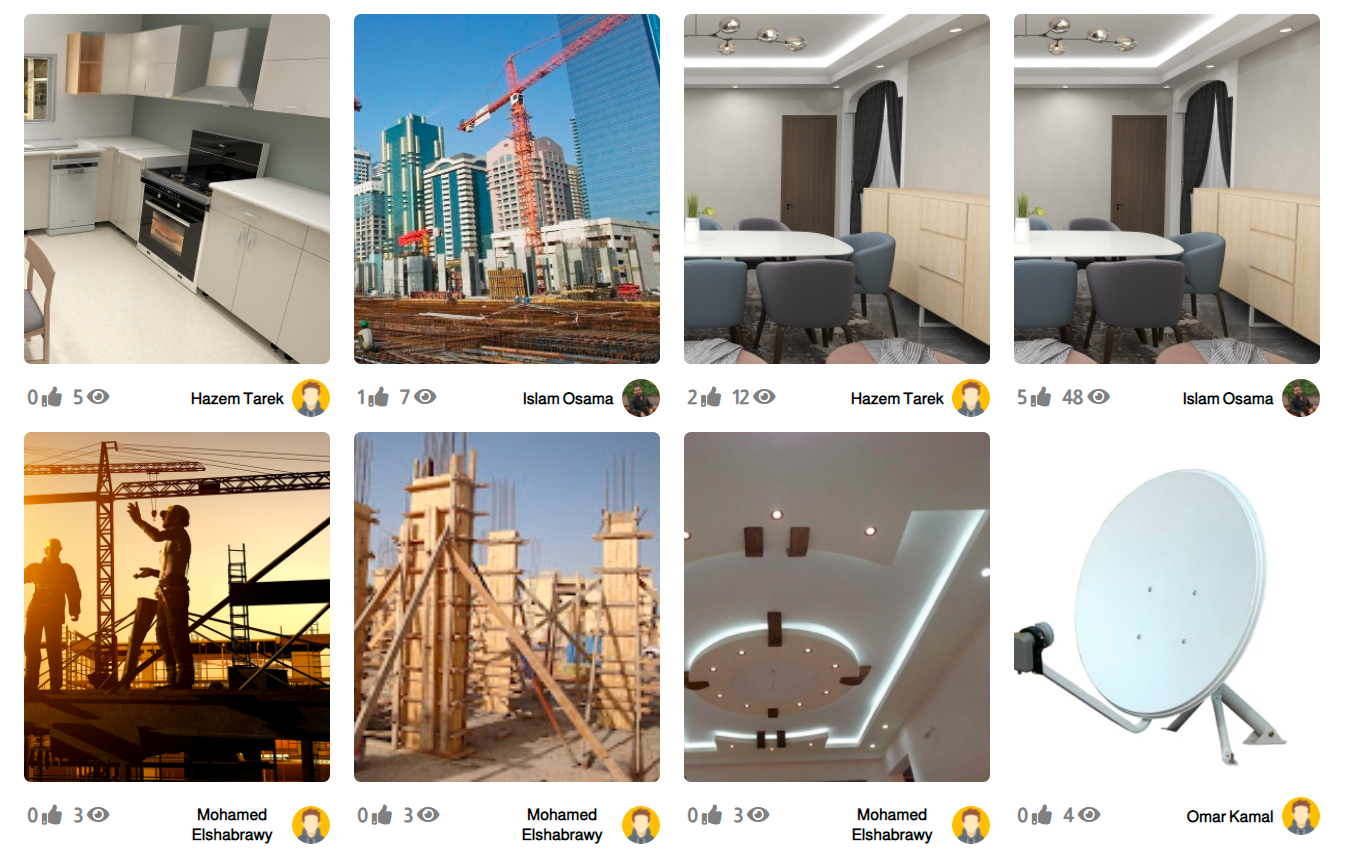 0 5 Hazem Tarek
1 7 Islam Osama
2 12 Hazem Tarek
5 48 Islam Osama
0 3 Mohamed
Elshabrawy
0 3 Mohamed
Elshabrawy
0 3 Mohamed
Elshabrawy
0 4 Omar Kamal